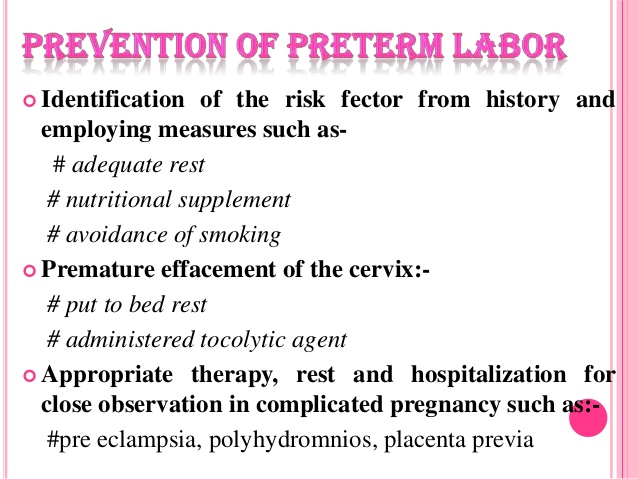 PREVENTION OF PRETERM LABOR
Identification of the risk fector from history and
employing measures such as-
# adequate rest
# nutritional supplement
# avoidance of smoking
Premature effacement of the cervix:-
# put to bed rest
# administered tocolytic agent
Appropriate therapy, rest and hospitalization for
close observation in complicated pregnancy such as:-
#pre eclampsia, polyhydromnios, placenta previa